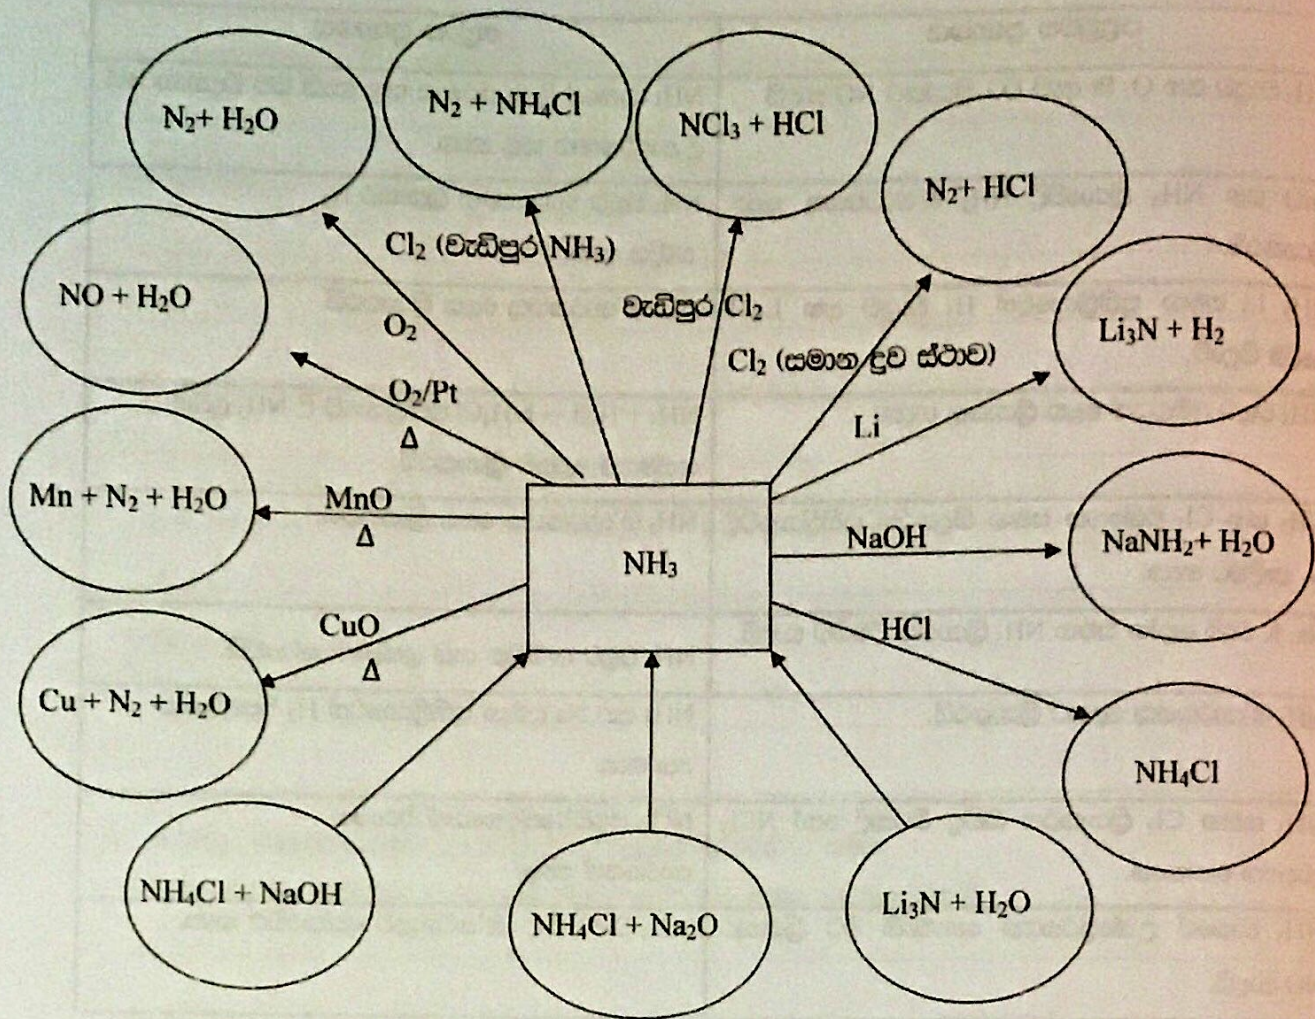 N₂+ H₂O
N₂ + NH₄Cl
NCl₃ + HCl
N₂+ HCl
Cl₂ (වැඩිපුර NH₃)
NO + H₂O
O₂
වැඩිපුර Cl₂
Li₃N + H₂
Cl₂ (සමාන ද්‍රව ස්ථාව)
O₂/Pt
Δ
Li
Mn + N₂ + H₂O
MnO
Δ
NH₃
NaOH
NaNH₂+ H₂O
CuO
Δ
HCl
Cu + N₂ + H₂O
NH₄Cl
NH₄Cl + NaOH
NH₄Cl + Na₂O
Li₃N + H₂O